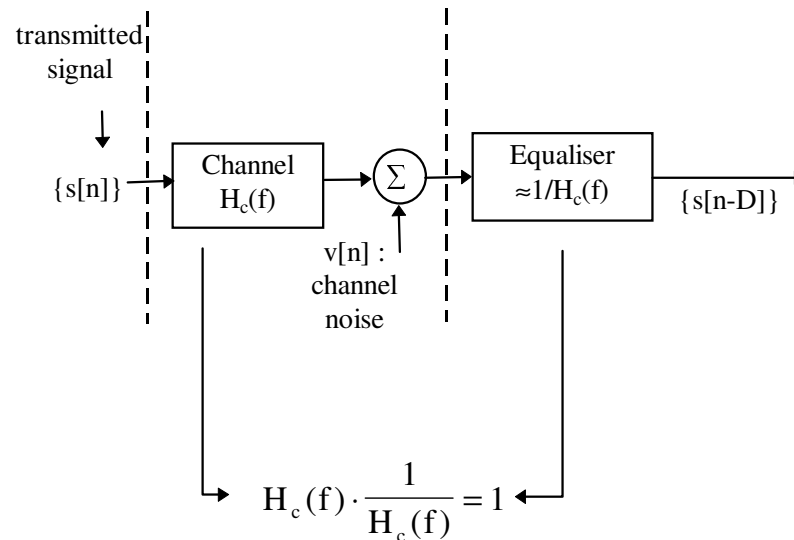 transmitted
signal
{s[n]}
Channel
H_c(f)
Σ
v[n] :
channel
noise
Equaliser
≈1/H_c(f)
{s[n-D]}
H_c(f) · 1/H_c(f) = 1